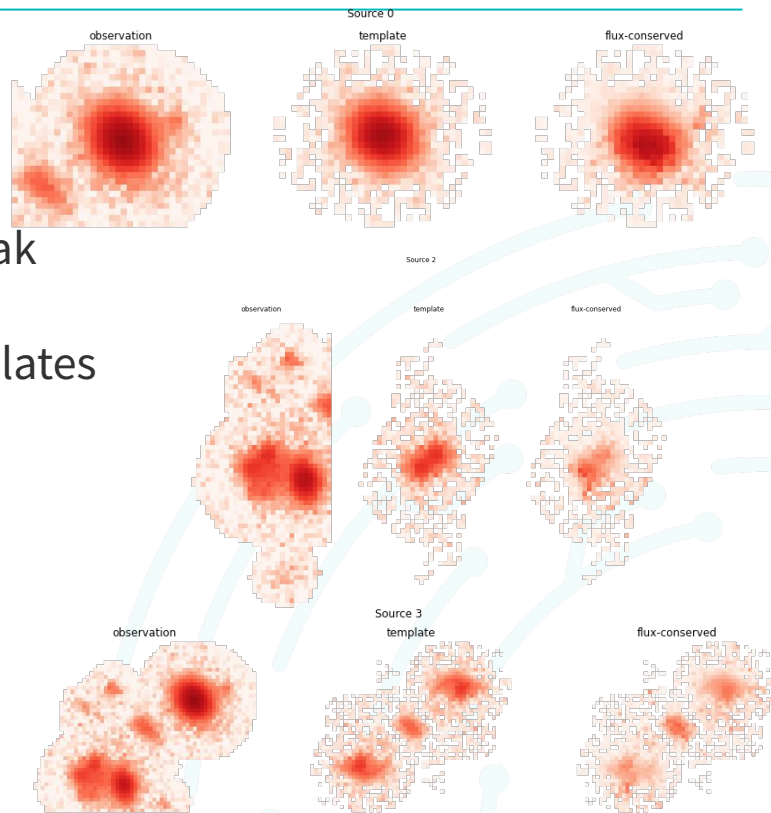 Source 0
observation template flux-conserved
ak
Source 2
observation template flux-conserved
lates
Source 3
observation template flux-conserved